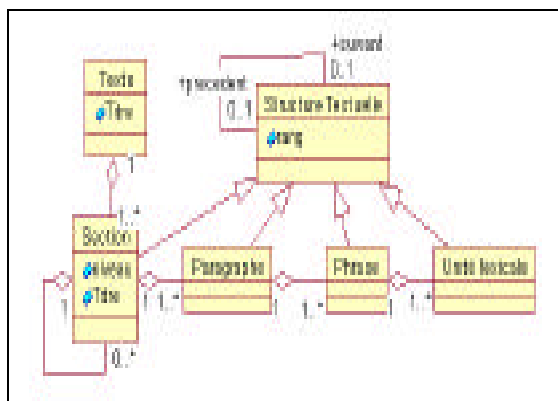 +current
0..1
+precedent
0..1
Texte
Titre
Structure Textuelle
rang
1
1..*
Section
niveau
Titre
1
0..*
1
1..*
Paragraphe
1
1..*
Phrase
1
1..*
Unité lexicale